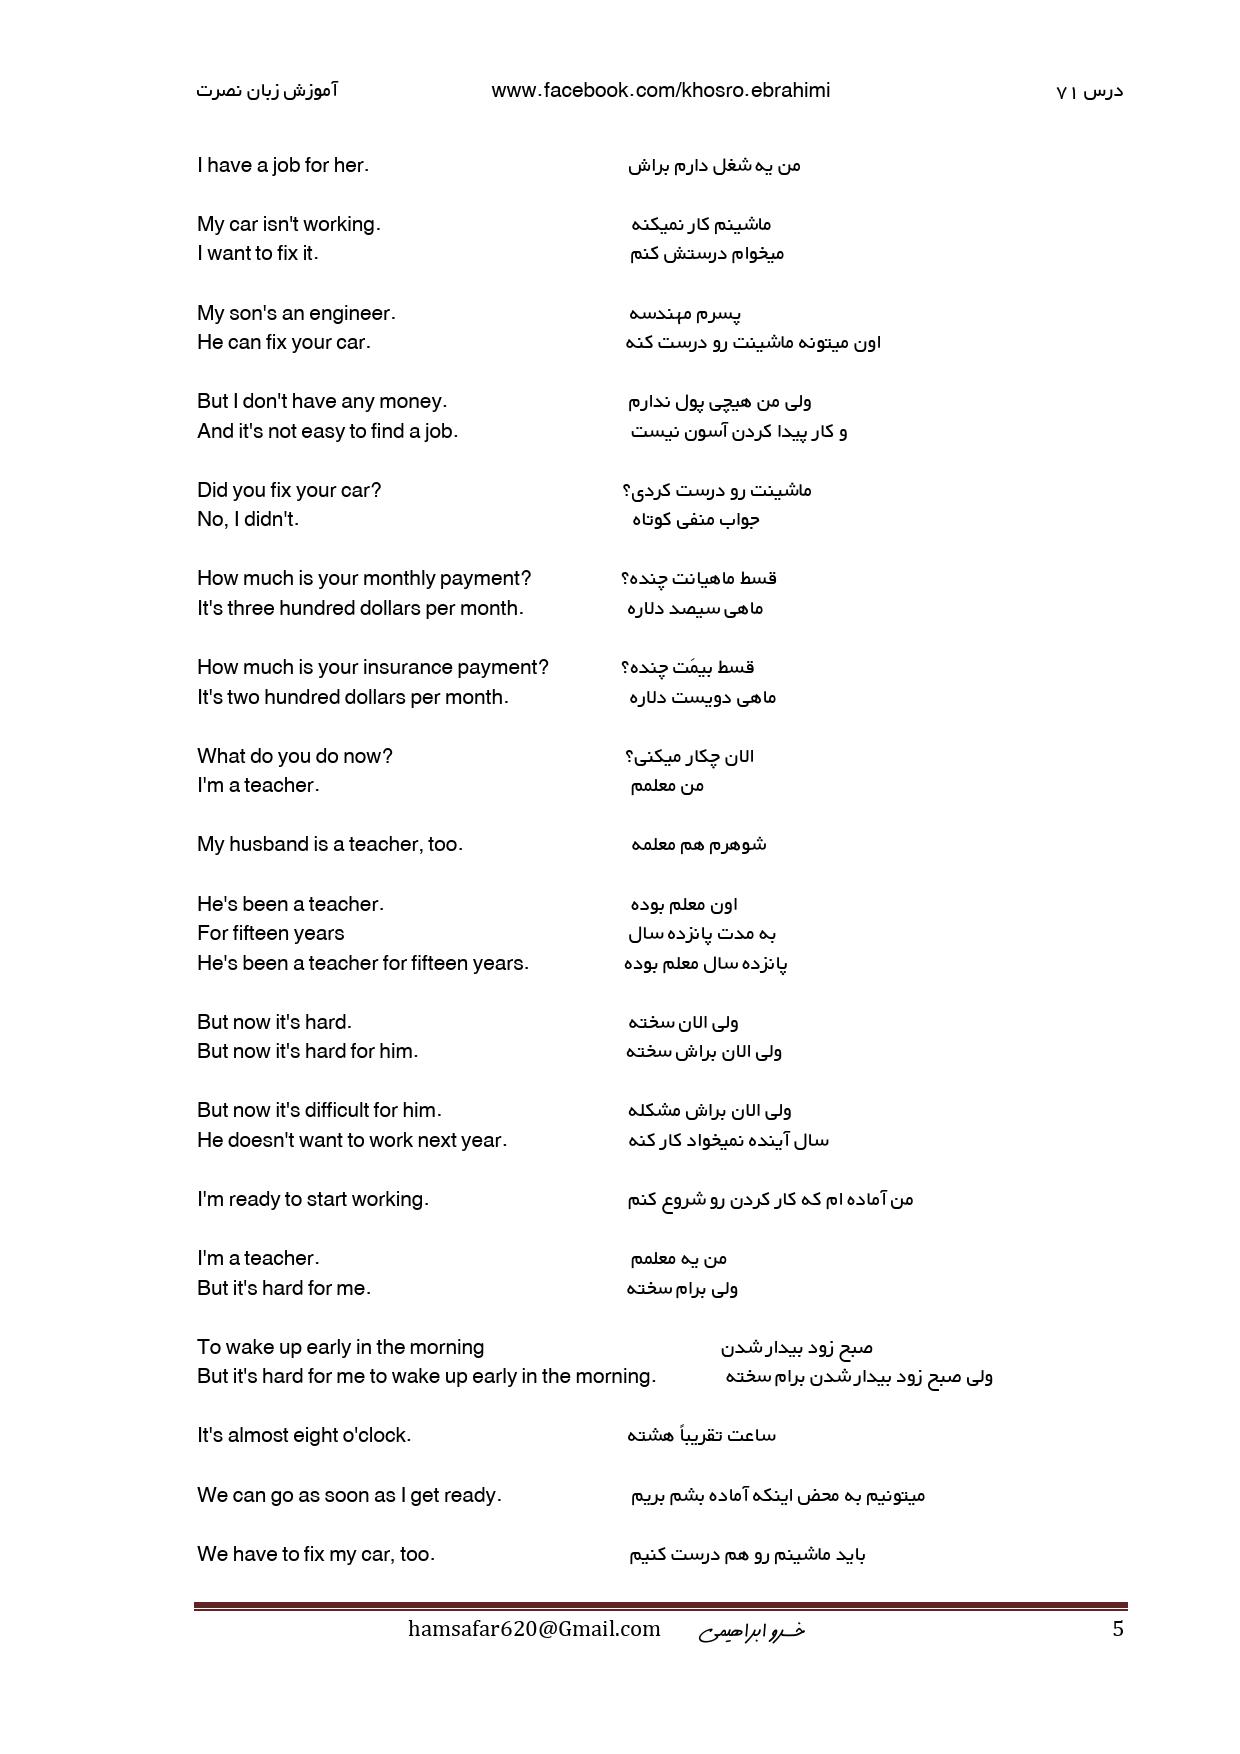 آموزش زبان نصرت www.facebook.com/khosro.ebrahimi درس ۷۱
I have a job for her. من یه شغل دارم براش
My car isn't working. ماشینم کار نمیکنه
I want to fix it. میخوام درستش کنم
My son's an engineer. پسرم مهندسه
He can fix your car. اون میتونه ماشینت رو درست کنه
But I don't have any money. ولی من هیچی پول ندارم
And it's not easy to find a job. و کار پیدا کردن آسون نیست
Did you fix your car? ماشینت رو درست کردی؟
No, I didn't. جواب منفی کوتاه
How much is your monthly payment? قسط ماهیانت چنده؟
It's three hundred dollars per month. ماهی سیصد دلاره
How much is your insurance payment? قسط بیمَت چنده؟
It's two hundred dollars per month. ماهی دویست دلاره
What do you do now? الان چکار میکنی؟
I'm a teacher. من معلمم
My husband is a teacher, too. شوهرم هم معلمه
He's been a teacher. اون معلم بوده
For fifteen years به مدت پانزده سال
He's been a teacher for fifteen years. پانزده سال معلم بوده
But now it's hard. ولی الان سخته
But now it's hard for him. ولی الان براش سخته
But now it's difficult for him. ولی الان براش مشکله
He doesn't want to work next year. سال آینده نمیخواد کار کنه
I'm ready to start working. من آماده ام که کار کردن رو شروع کنم
I'm a teacher. من یه معلمم
But it's hard for me. ولی برام سخته
To wake up early in the morning صبح زود بیدار شدن
But it's hard for me to wake up early in the morning. ولی صبح زود بیدار شدن برام سخته
It's almost eight o'clock. ساعت تقریباً هشته
We can go as soon as I get ready. میتونیم به محض اینکه آماده بشم بریم
We have to fix my car, too. باید ماشینم رو هم درست کنیم
hamsafar620@Gmail.com خسرو ابراهیمی 5